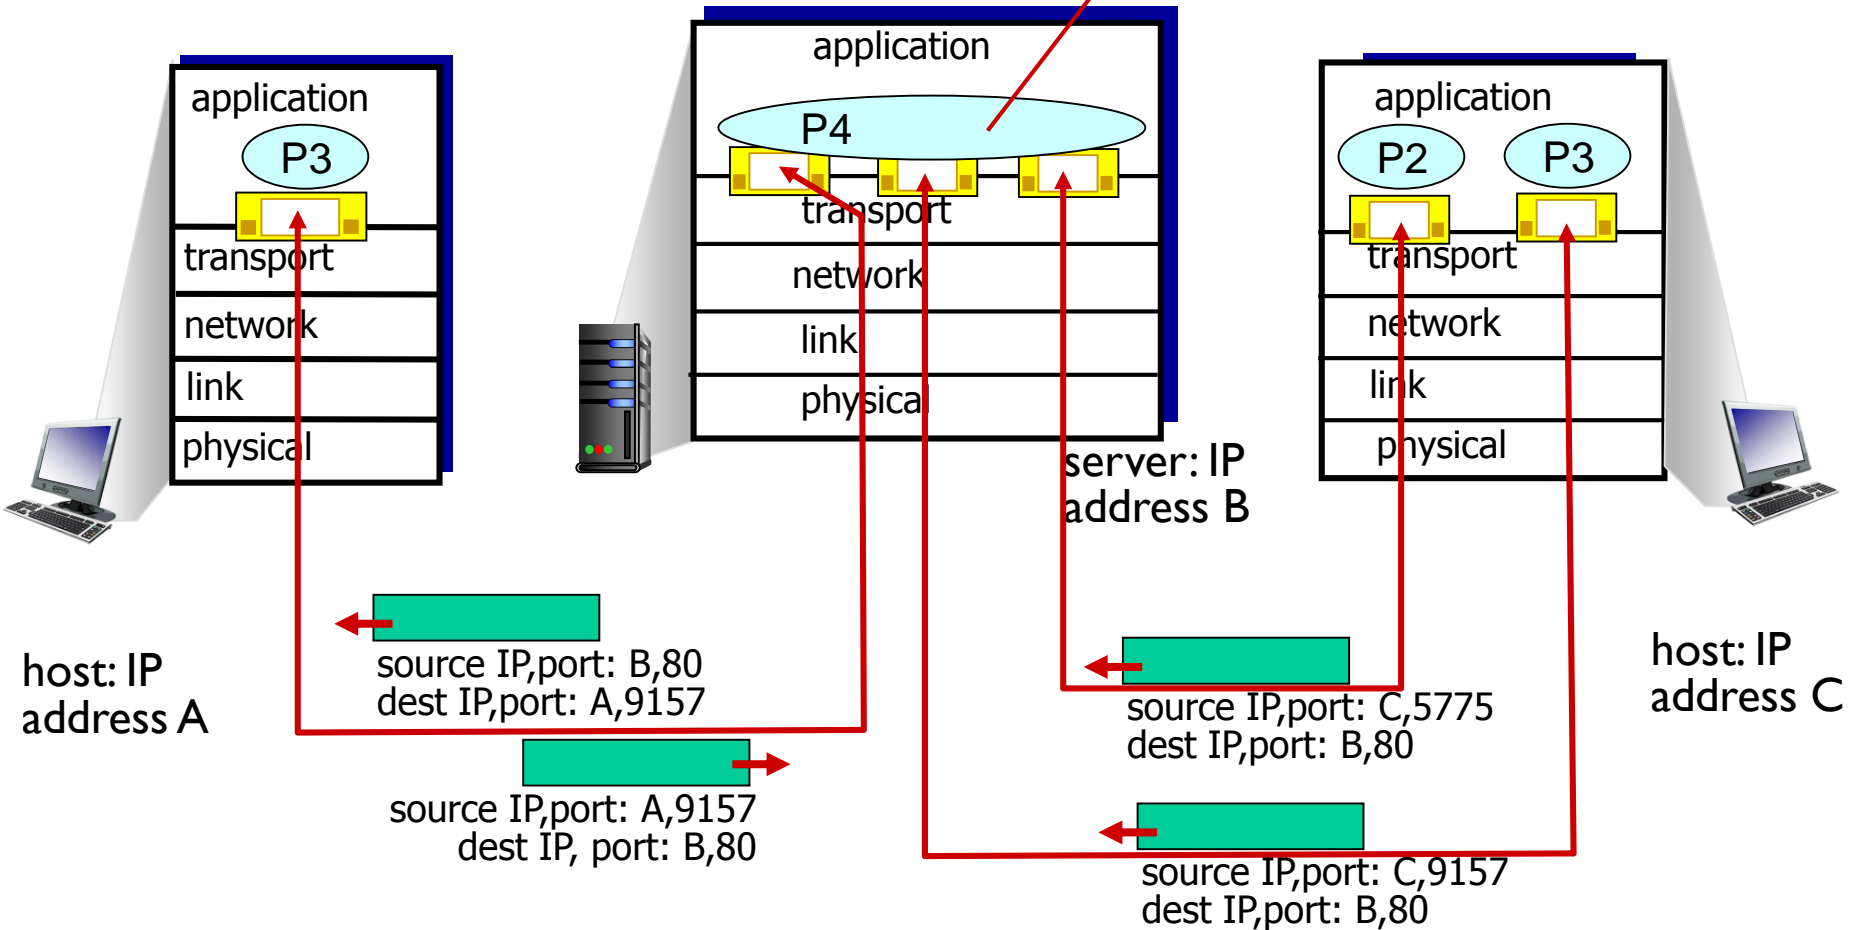 application
P3
transport
network
link
physical
host: IP
address A
application
P4
transport
network
link
physical
server: IP
address B
application
P2
P3
transport
network
link
physical
host: IP
address C
source IP,port: B,80
dest IP,port: A,9157
source IP,port: A,9157
dest IP, port: B,80
source IP,port: C,5775
dest IP,port: B,80
source IP,port: C,9157
dest IP,port: B,80